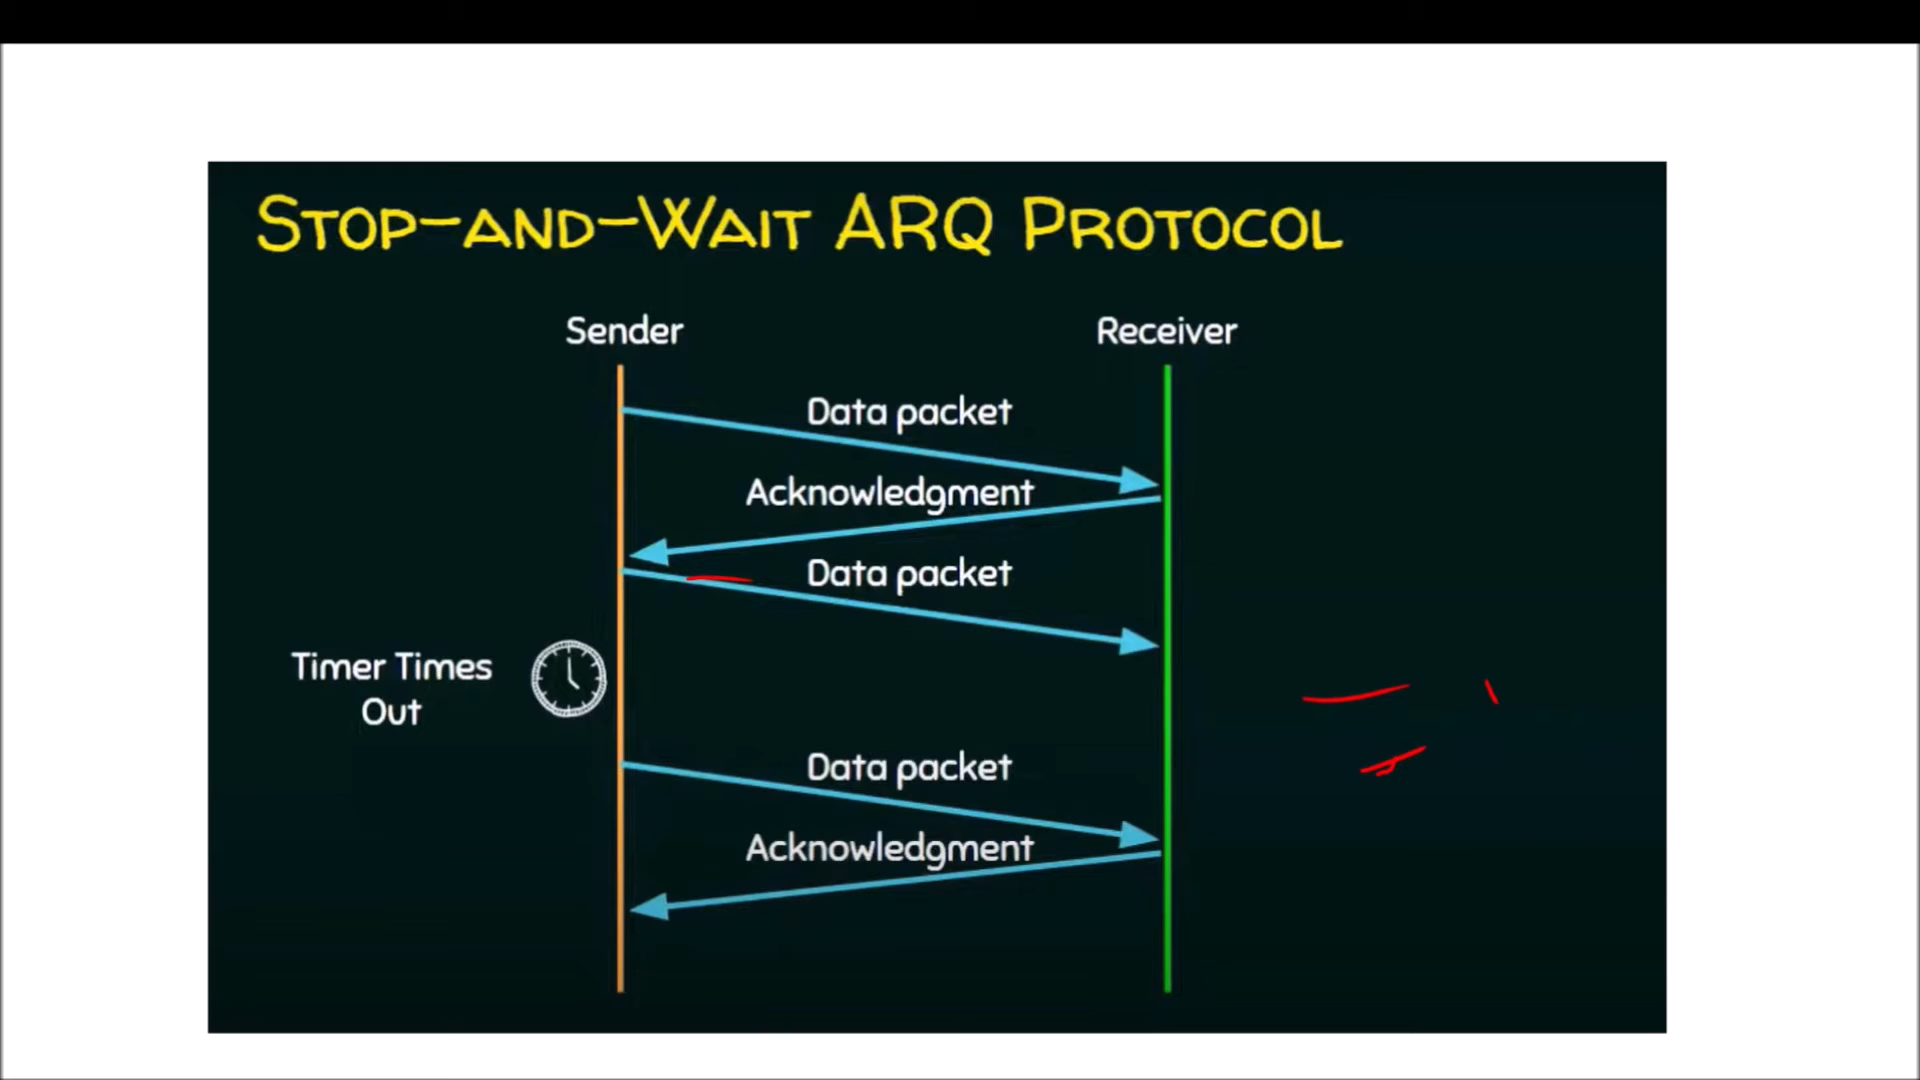 STOP-AND-WAIT ARQ PROTOCOL
Sender
Receiver
Data packet
Acknowledgment
Data packet
Timer Times
Out
Data packet
Acknowledgment